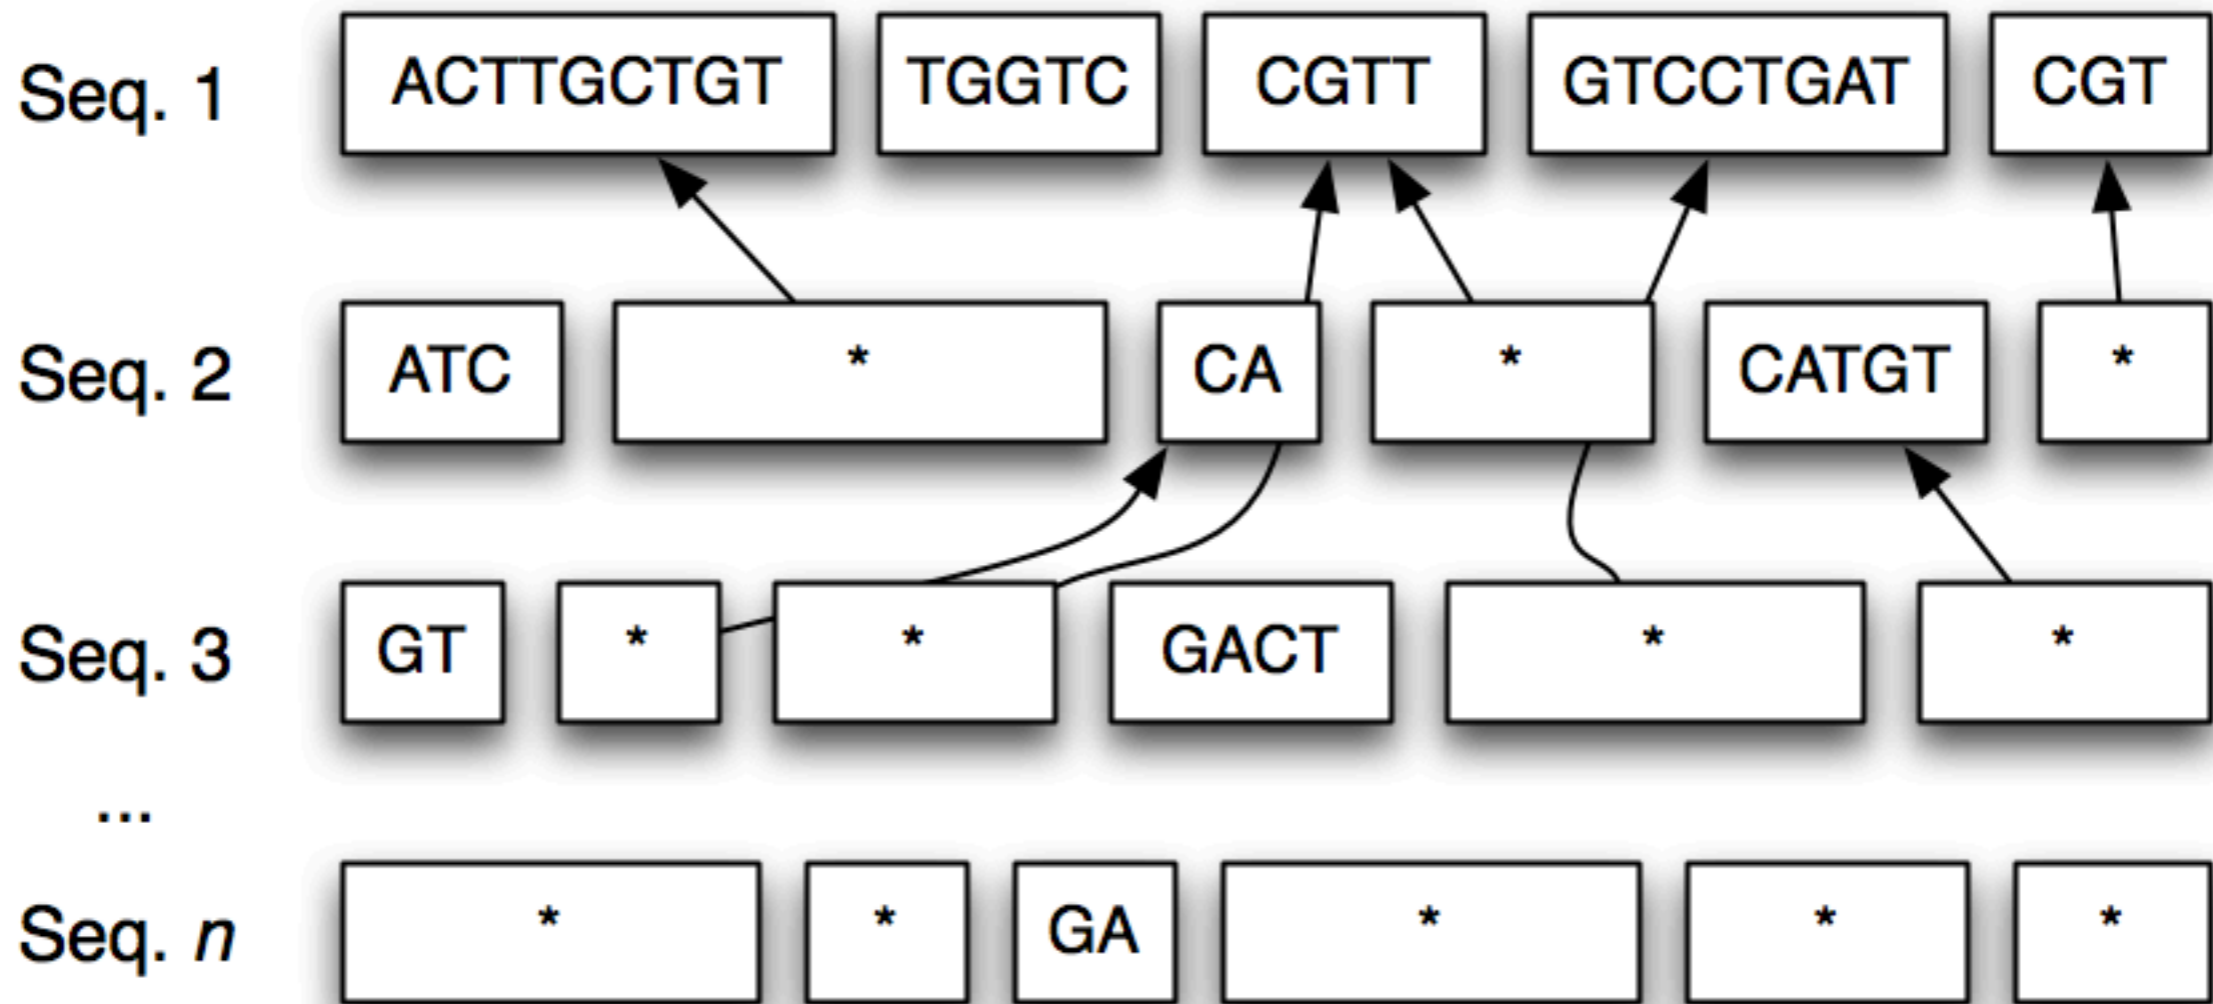 Seq. 1 ACTTGCTGT TGGTC CGTT GTCCTGAT CGT
Seq. 2 ATC * CA * CATGT *
Seq. 3 GT * * GACT * *
...
Seq. n * * GA * * *